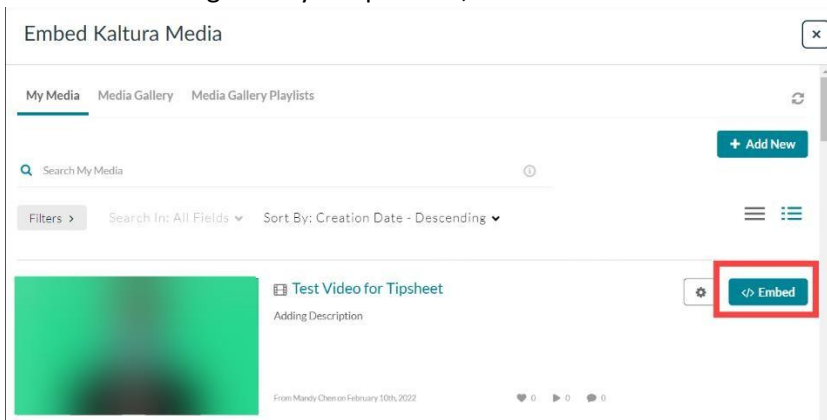 Embed Kaltura Media
×
My Media Media Gallery Media Gallery Playlists
+ Add New
Search My Media
Filters > Search In: All Fields Sort By: Creation Date - Descending
Test Video for Tipsheet
</> Embed
Adding Description
From Mandy Chen on February 10th, 2022 0 0 0